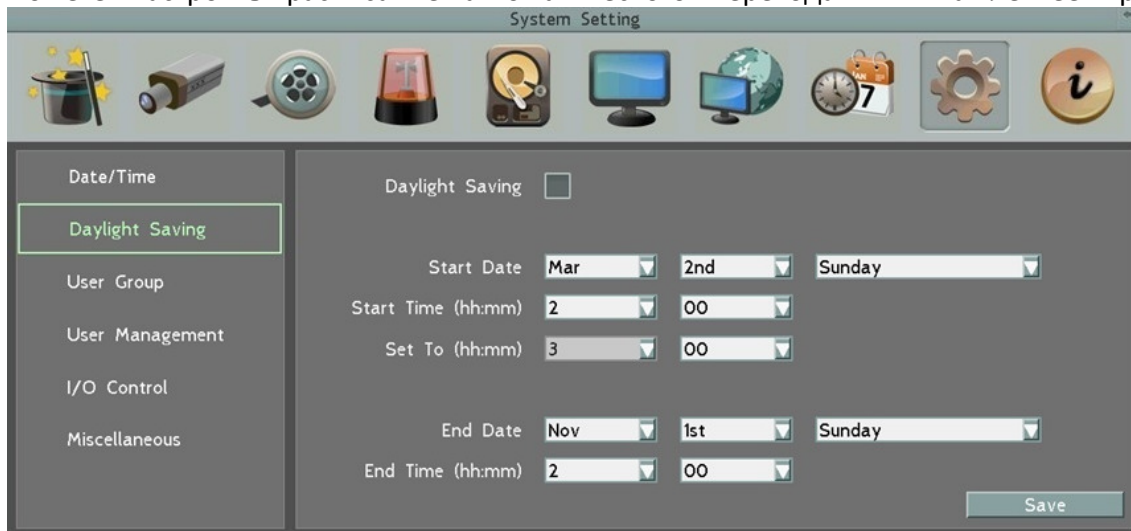 System Setting
JAN
7
i
Date/Time
Daylight Saving
User Group
User Management
I/O Control
Miscellaneous
Daylight Saving
Start Date Mar 2nd Sunday
Start Time (hh:mm) 2 00
Set To (hh:mm) 3 00
End Date Nov 1st Sunday
End Time (hh:mm) 2 00
Save